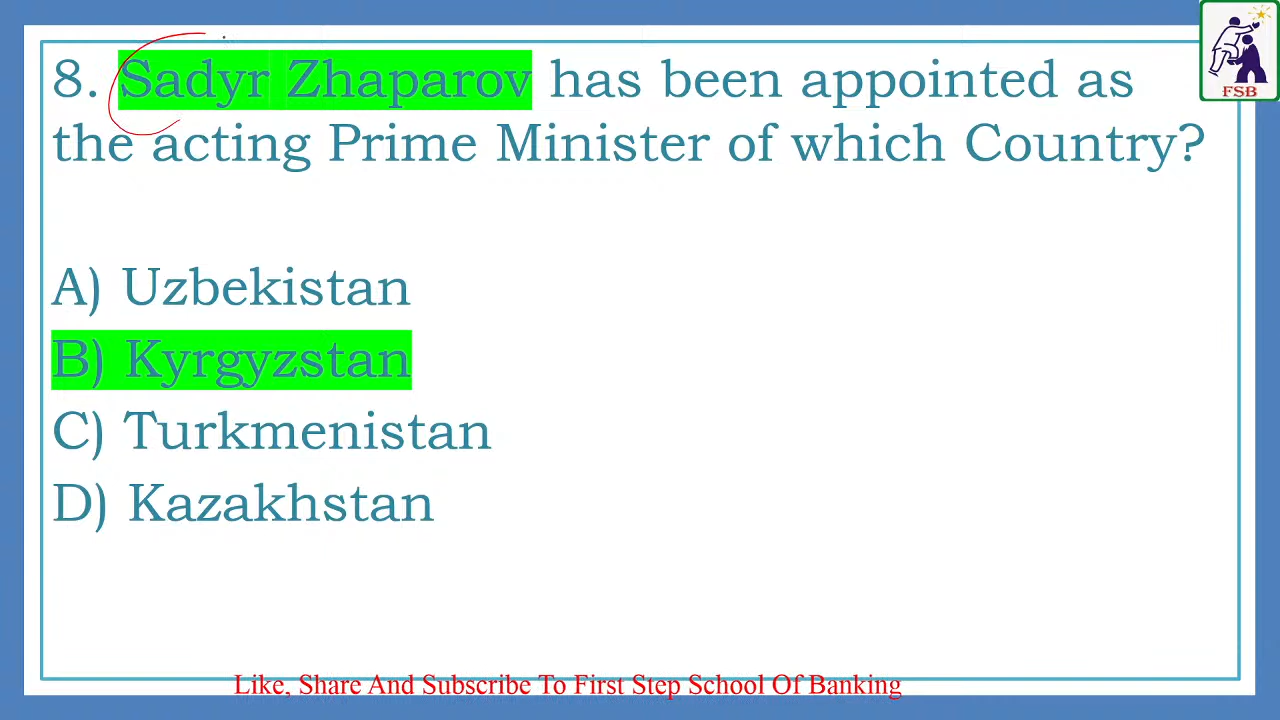 8. Sadyr Zhaparov has been appointed as
the acting Prime Minister of which Country?
A) Uzbekistan
B) Kyrgyzstan
C) Turkmenistan
D) Kazakhstan
Like, Share And Subscribe To First Step School Of Banking
FSB